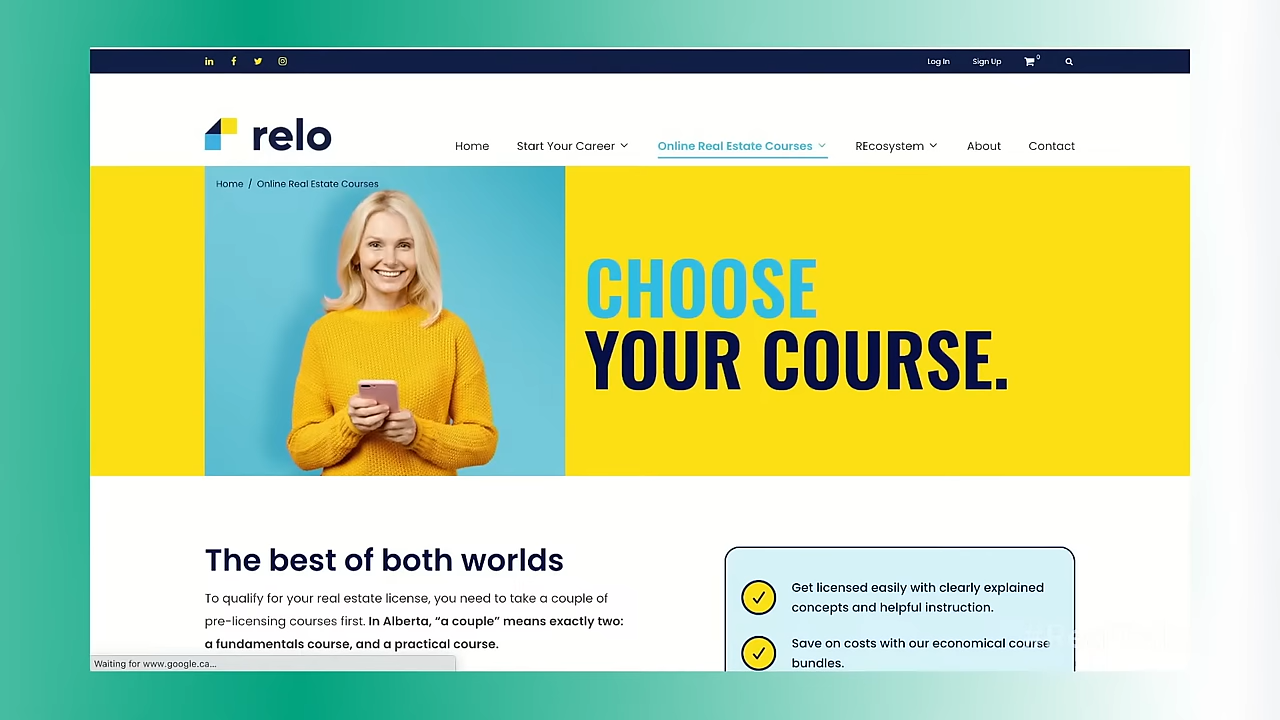 Log In
Sign Up
0
relo
Home
Start Your Career
Online Real Estate Courses
REcosystem
About
Contact
Home / Online Real Estate Courses
CHOOSE
YOUR COURSE.
The best of both worlds
To qualify for your real estate license, you need to take a couple of
pre-licensing courses first. In Alberta, “a couple” means exactly two:
a fundamentals course, and a practical course.
Get licensed easily with clearly explained
concepts and helpful instruction.
Save on costs with our economical course
bundles.
Waiting for www.google.ca...